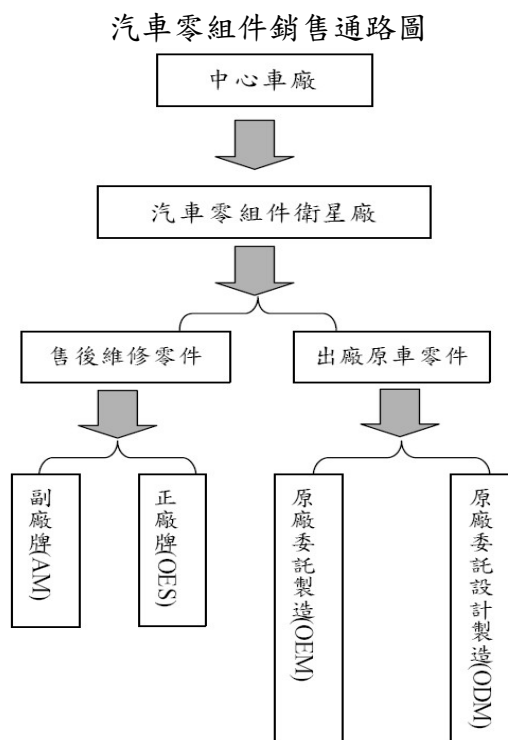 汽車零組件銷售通路圖
中心車廠
汽車零組件衛星廠
售後維修零件
出廠原車零件
副廠牌(AM)
正廠牌(OES)
原廠委託製造(OEM)
原廠委託設計製造(ODM)